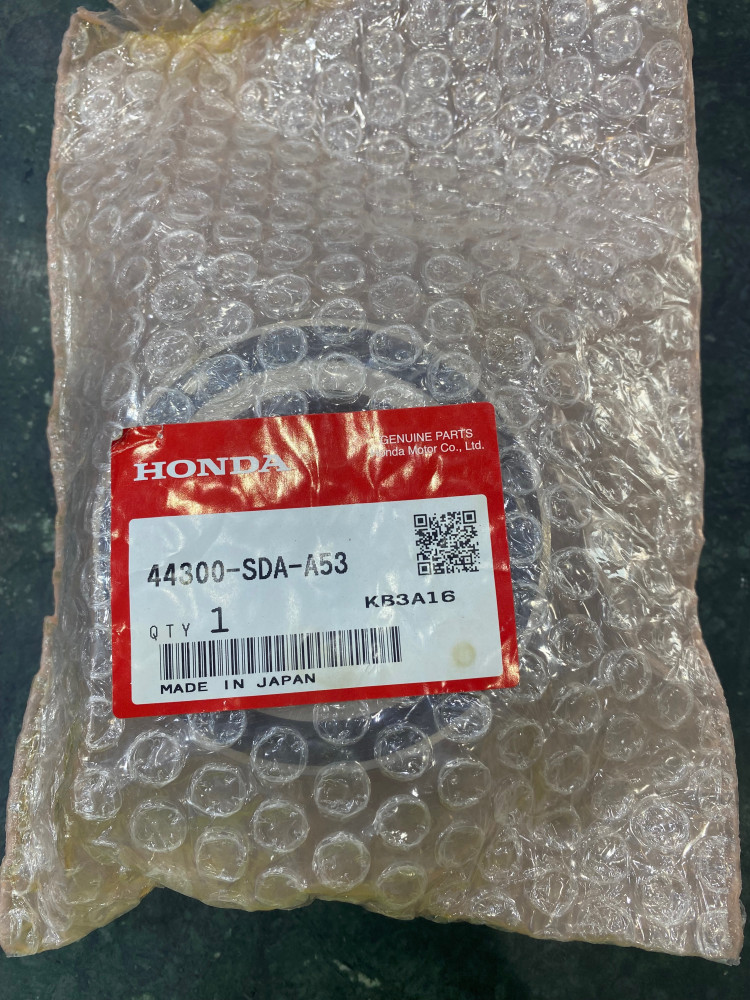 HONDA
GENUINE PARTS
Honda Motor Co., Ltd.
44300-SDA-A53
KB3A16
QTY 1
MADE IN JAPAN